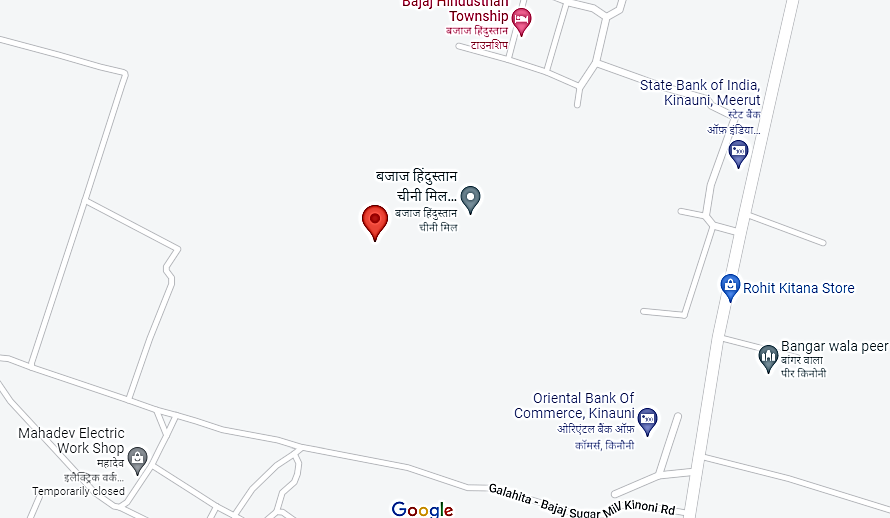 Bajaj Hindusthan
Township
बजाज हिंदुस्तान
टाउनशिप
State Bank of India,
Kinauni, Meerut
स्टेट बैंक
ऑफ़ इंडिया...
बजाज हिंदुस्तान
चीनी मिल...
बजाज हिंदुस्तान
चीनी मिल
Rohit Kitana Store
Bangar wala peer
बांगर वाला
पीर किनोनी
Oriental Bank Of
Commerce, Kinauni
ओरिएंटल बैंक ऑफ़
कॉमर्स, किनौनी
Mahadev Electric
Work Shop
महादेव
इलैक्ट्रिक वर्क...
Temporarily closed
Galahita - Bajaj Sugar Mil/ Kinoni Rd
Google